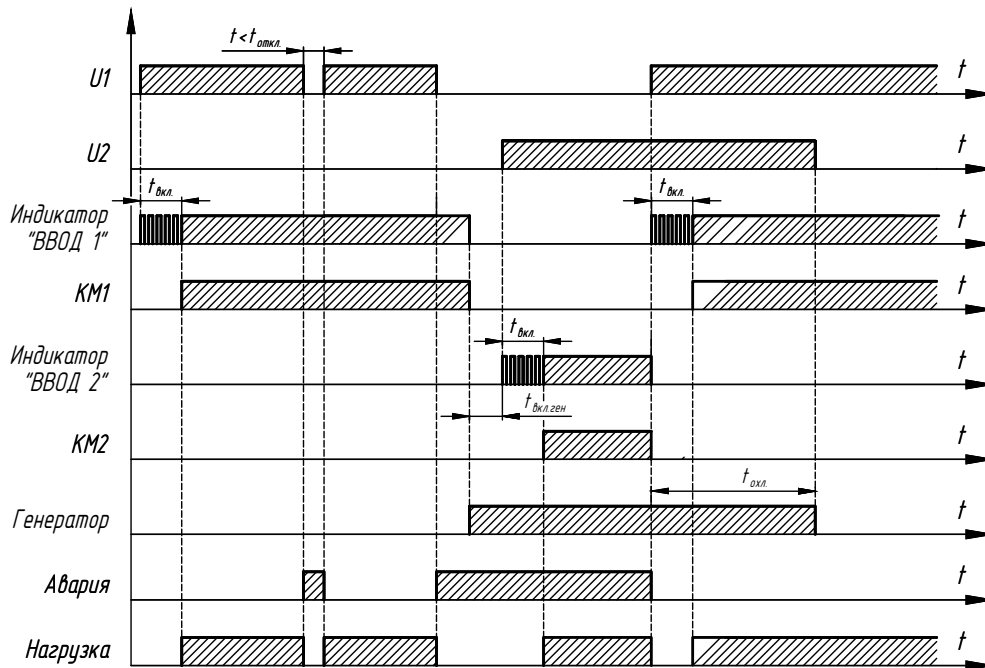 t<tоткл.
U1
t
U2
t
tвкл.
tвкл.
Индикатор
"ВВОД 1"
t
КМ1
t
tвкл.
Индикатор
"ВВОД 2"
t
tвкл.ген
КМ2
t
tохл.
Генератор
t
Авария
t
Нагрузка
t